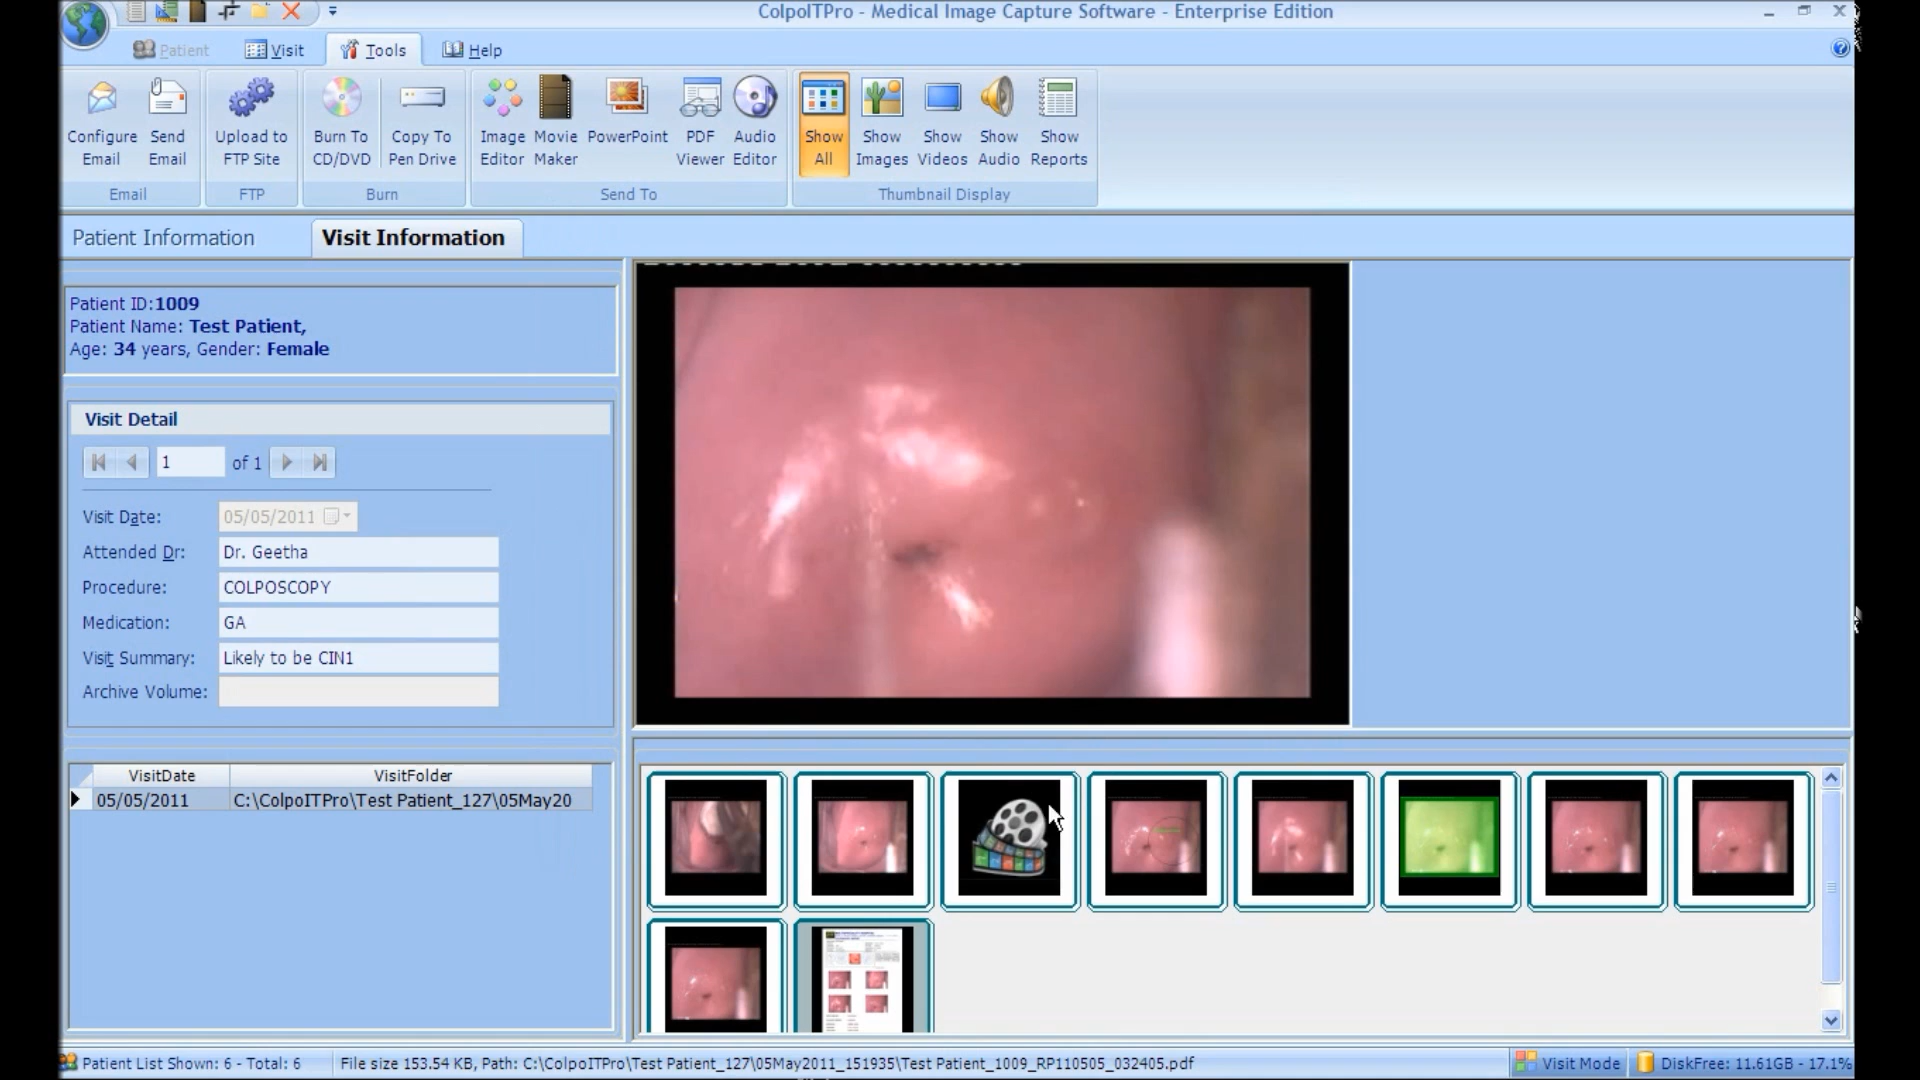 ColpoITPro - Medical Image Capture Software - Enterprise Edition
Patient Visit Tools Help
Configure Email
Send Email
Upload to FTP Site
Burn To CD/DVD
Copy To Pen Drive
Image Editor
Movie Maker
PowerPoint
PDF Viewer
Audio Editor
Show All
Show Images
Show Videos
Show Audio
Show Reports
Email FTP Burn Send To Thumbnail Display
Patient Information Visit Information
Patient ID:1009
Patient Name: Test Patient,
Age: 34 years, Gender: Female
Visit Detail
1 of 1
Visit Date: 05/05/2011
Attended Dr: Dr. Geetha
Procedure: COLPOSCOPY
Medication: GA
Visit Summary: Likely to be CIN1
Archive Volume:
VisitDate VisitFolder
05/05/2011 C:\ColpoITPro\Test Patient_127\05May20
Patient List Shown: 6 - Total: 6
File size 153.54 KB, Path: C:\ColpoITPro\Test Patient_127\05May2011_151935\Test Patient_1009_RP110505_032405.pdf
Visit Mode
DiskFree: 11.61GB - 17.1%